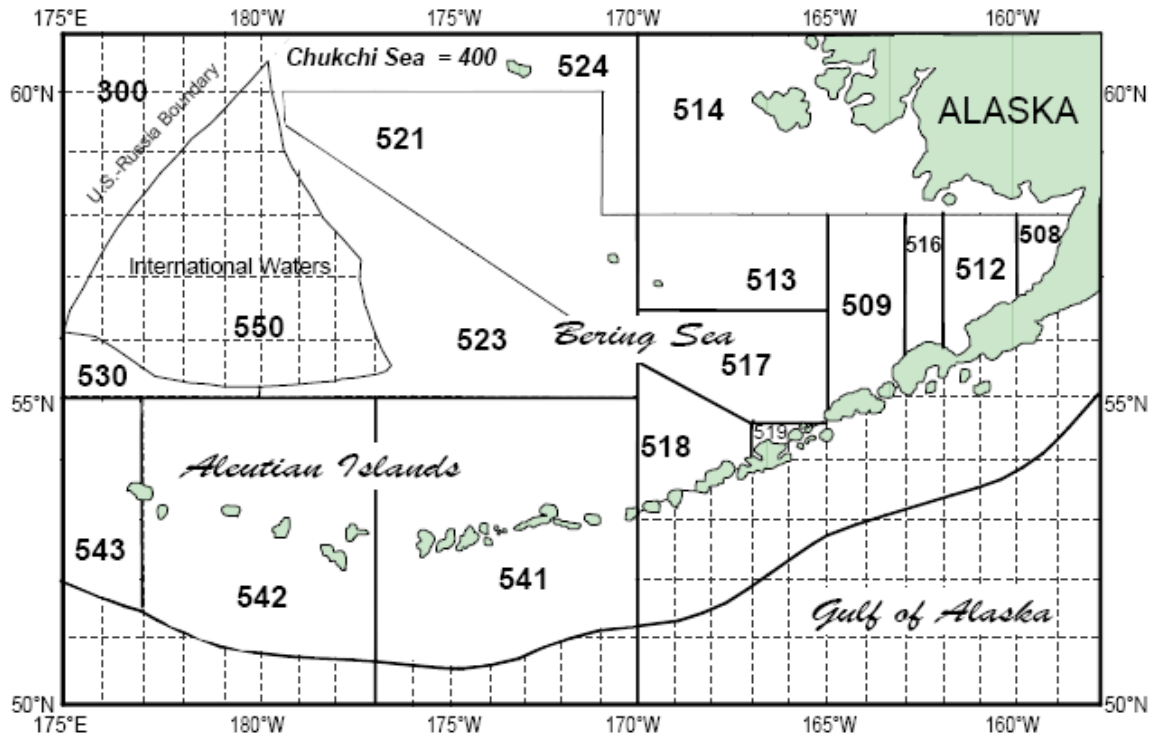 175°E 180°W 175°W 170°W 165°W 160°W
Chukchi Sea = 400
524
60°N
300
60°N
514
ALASKA
521
U.S.-Russia Boundary
International Waters
516
508
513
512
509
550
523
Bering Sea
517
530
55°N
55°N
519
518
Aleutian Islands
543
542
541
Gulf of Alaska
50°N
50°N
175°E 180°W 175°W 170°W 165°W 160°W